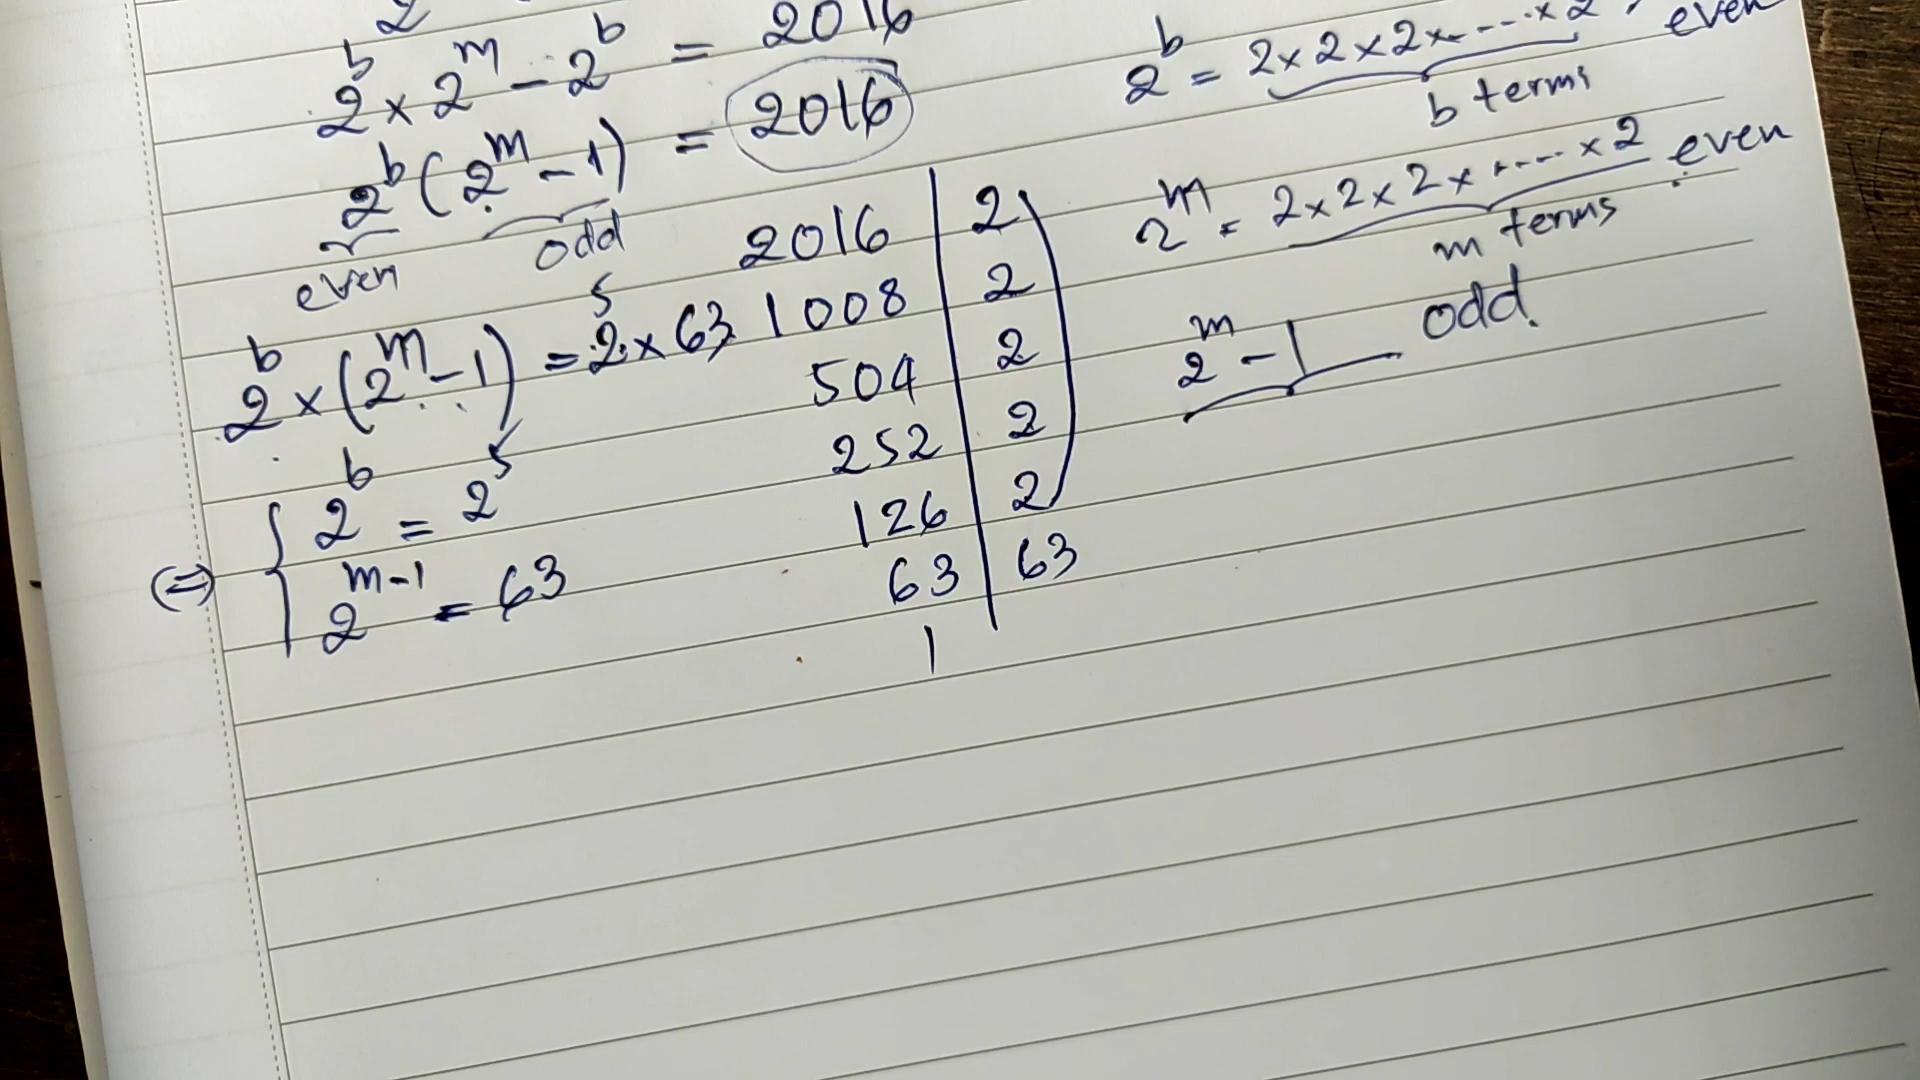 2^b × 2^m - 2^b = 2016
2^b (2^m - 1) = 2016
even odd
2^b × (2^m - 1) = 2^5 × 63
2^b = 2^5
⇔
2^{m-1} = 63
2016 | 2
1008 | 2
504 | 2
252 | 2
126 | 2
63 | 63
1
2^b = 2×2×2×....×2 even
b terms
2^m = 2×2×2×....×2 even
m terms
2^m - 1 odd.